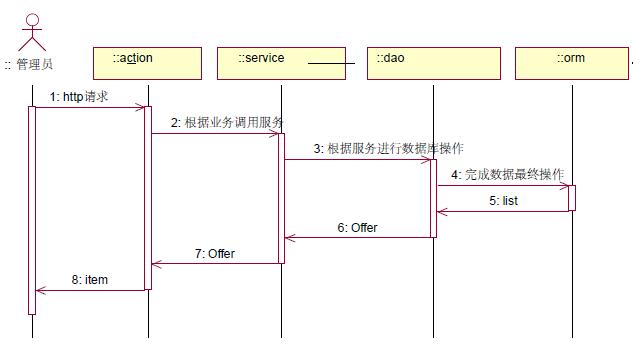 :: 管理员
::action
::service
::dao
::orm
1: http请求
2: 根据业务调用服务
3: 根据服务进行数据库操作
4: 完成数据最终操作
5: list
6: Offer
7: Offer
8: item